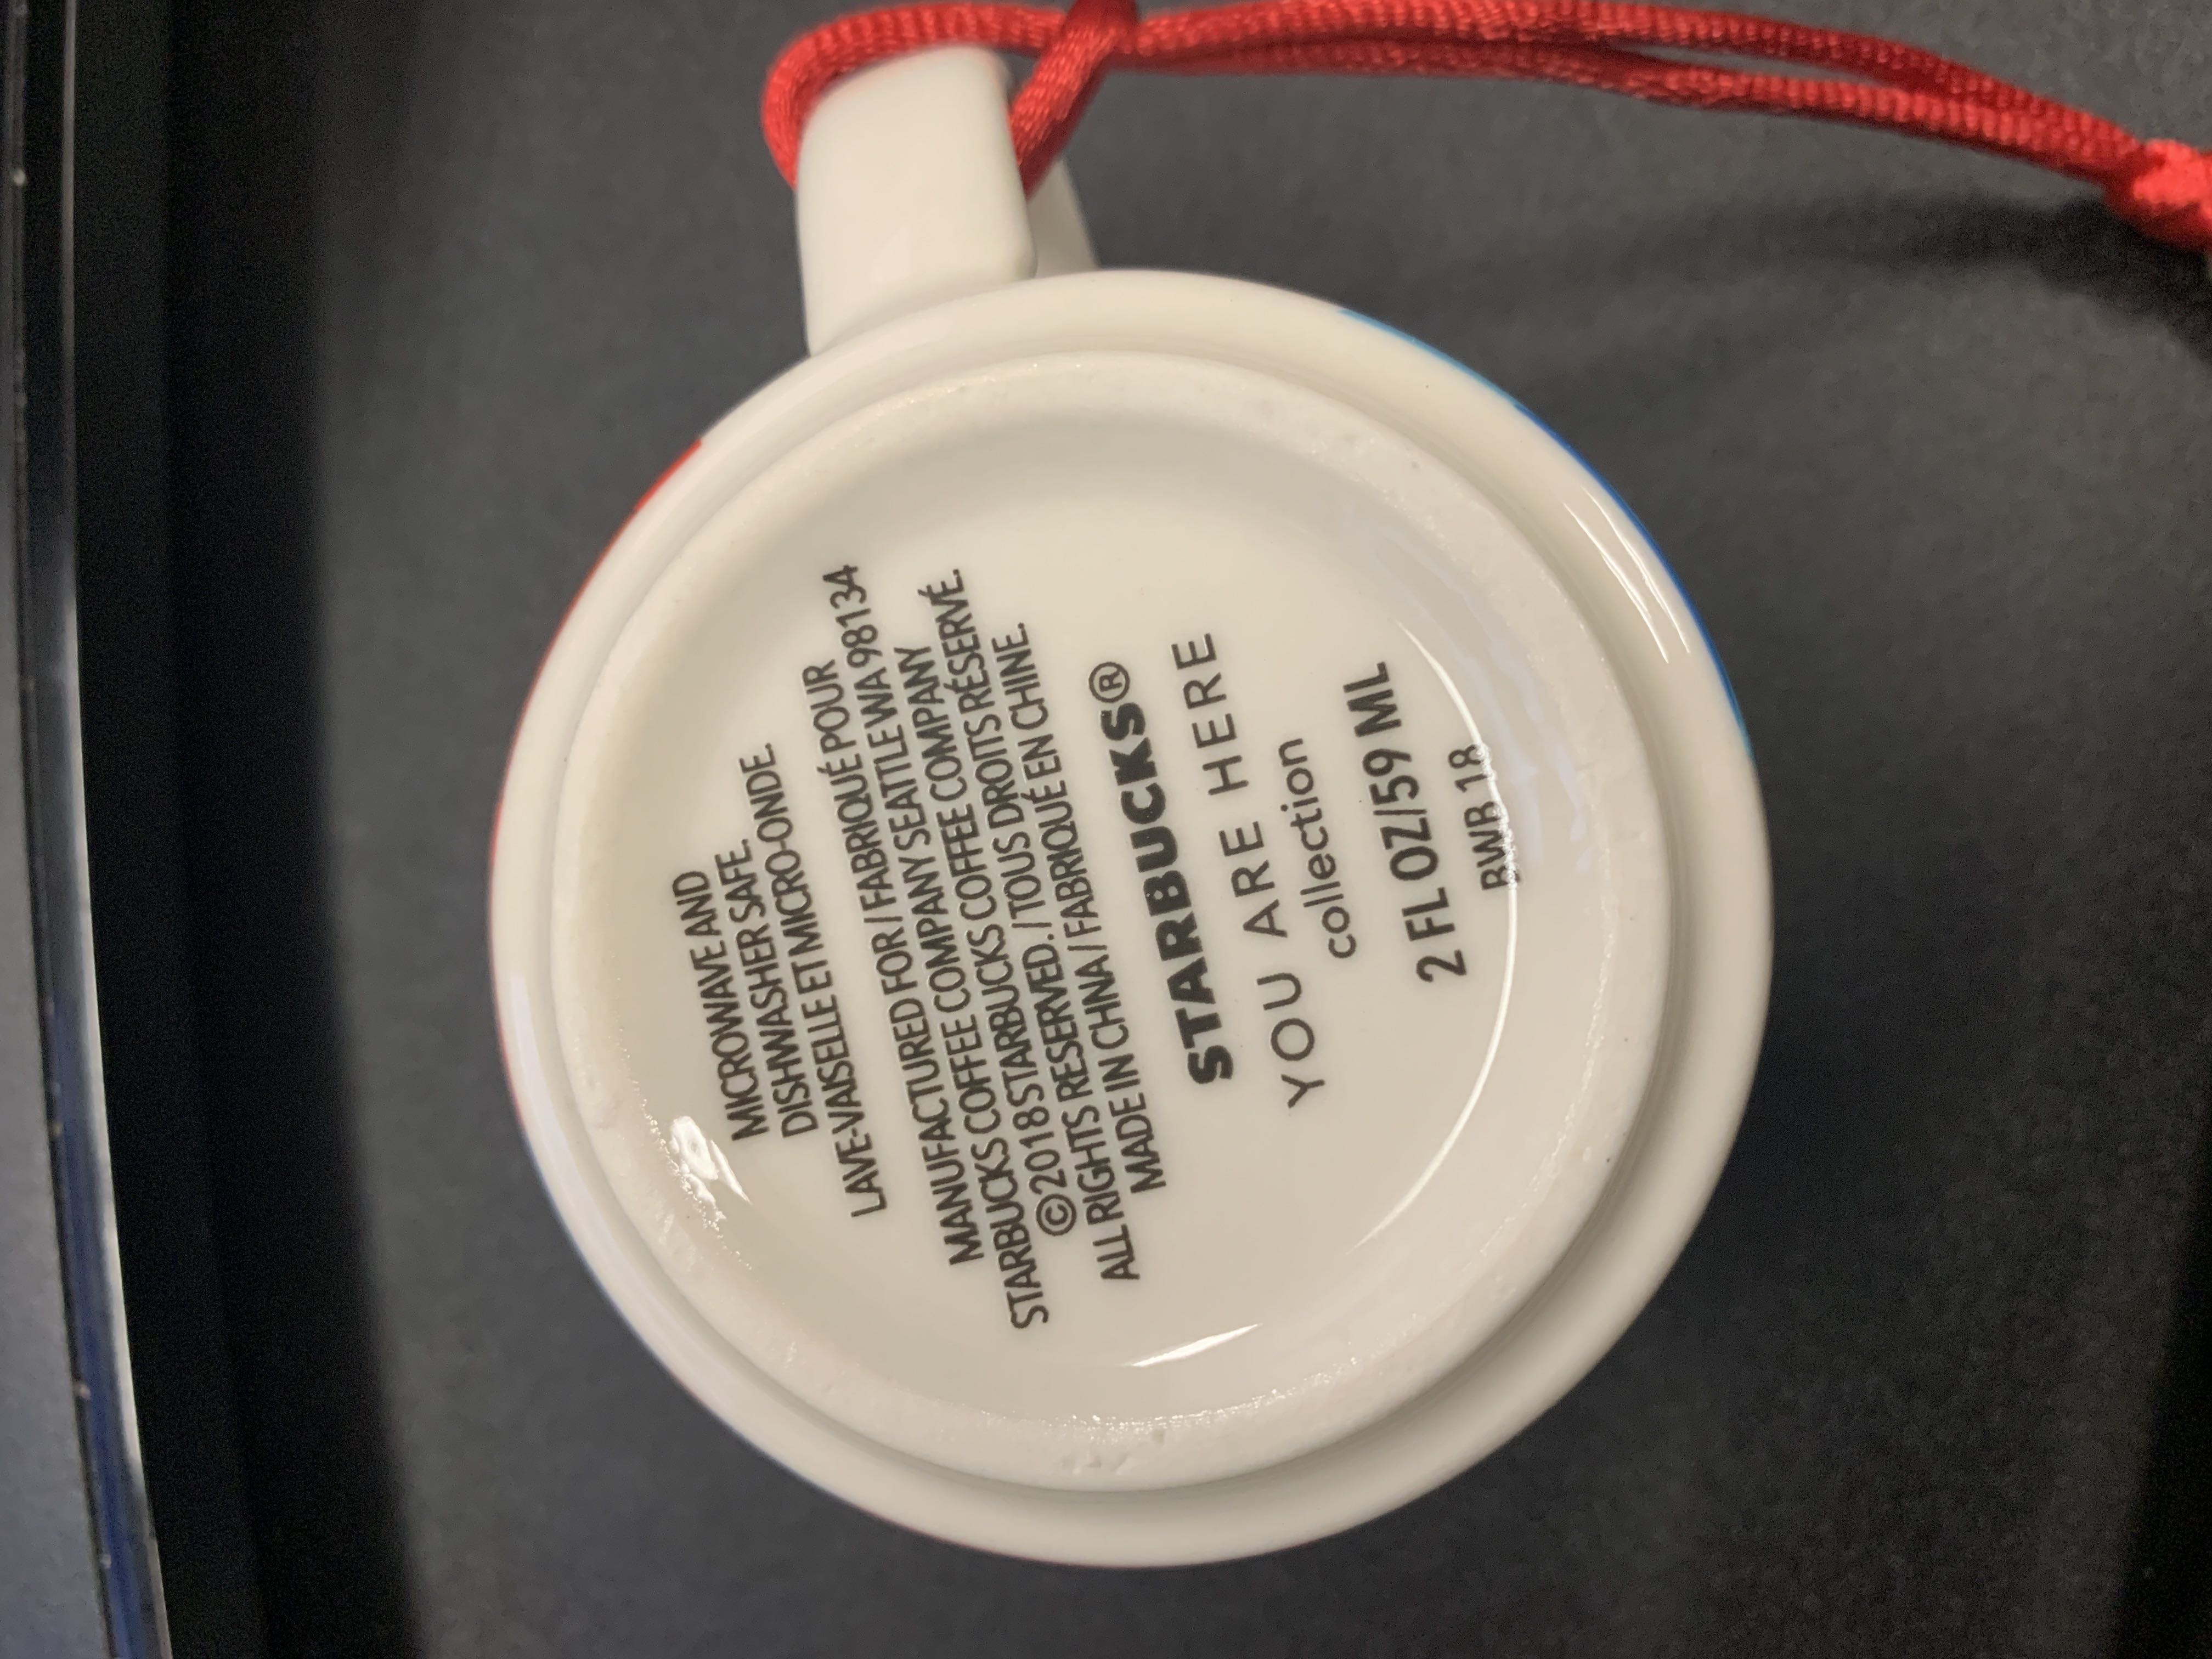 MICROWAVE AND
DISHWASHER SAFE.
LAVE-VAISELLE ET MICRO-ONDE.
MANUFACTURED FOR / FABRIQUÉ POUR
STARBUCKS COFFEE COMPANY SEATTLE WA 98134
©2018 STARBUCKS COFFEE COMPANY
ALL RIGHTS RESERVED. / TOUS DROITS RÉSERVÉ.
MADE IN CHINA / FABRIQUÉ EN CHINE.
STARBUCKS®
YOU ARE HERE
collection
2 FL OZ/59 ML
BWB 18